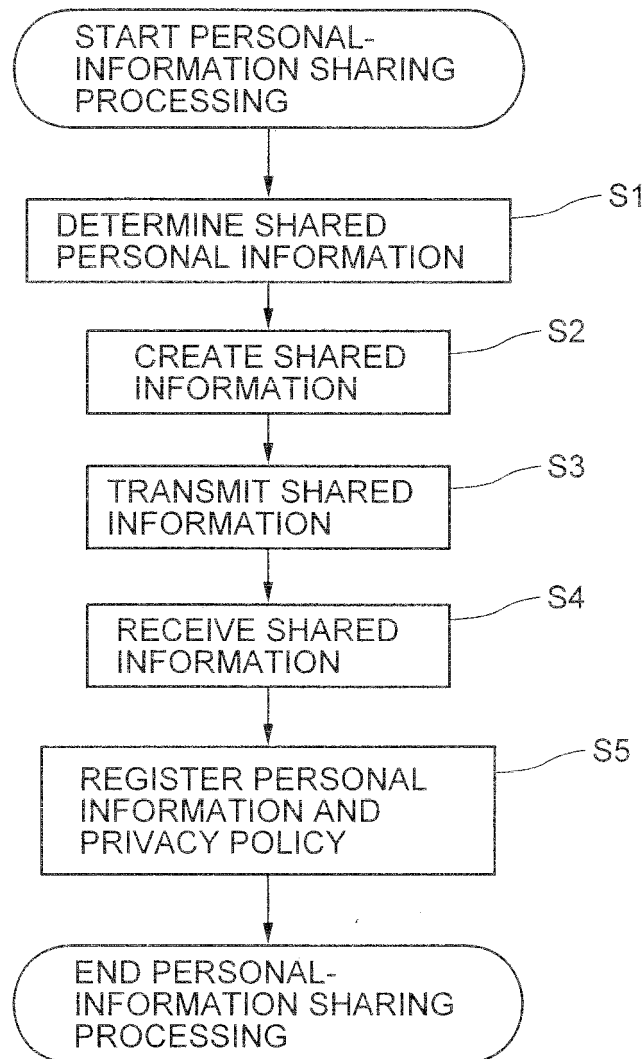 START PERSONAL-
INFORMATION SHARING
PROCESSING
S1
DETERMINE SHARED
PERSONAL INFORMATION
S2
CREATE SHARED
INFORMATION
S3
TRANSMIT SHARED
INFORMATION
S4
RECEIVE SHARED
INFORMATION
S5
REGISTER PERSONAL
INFORMATION AND
PRIVACY POLICY
END PERSONAL-
INFORMATION SHARING
PROCESSING